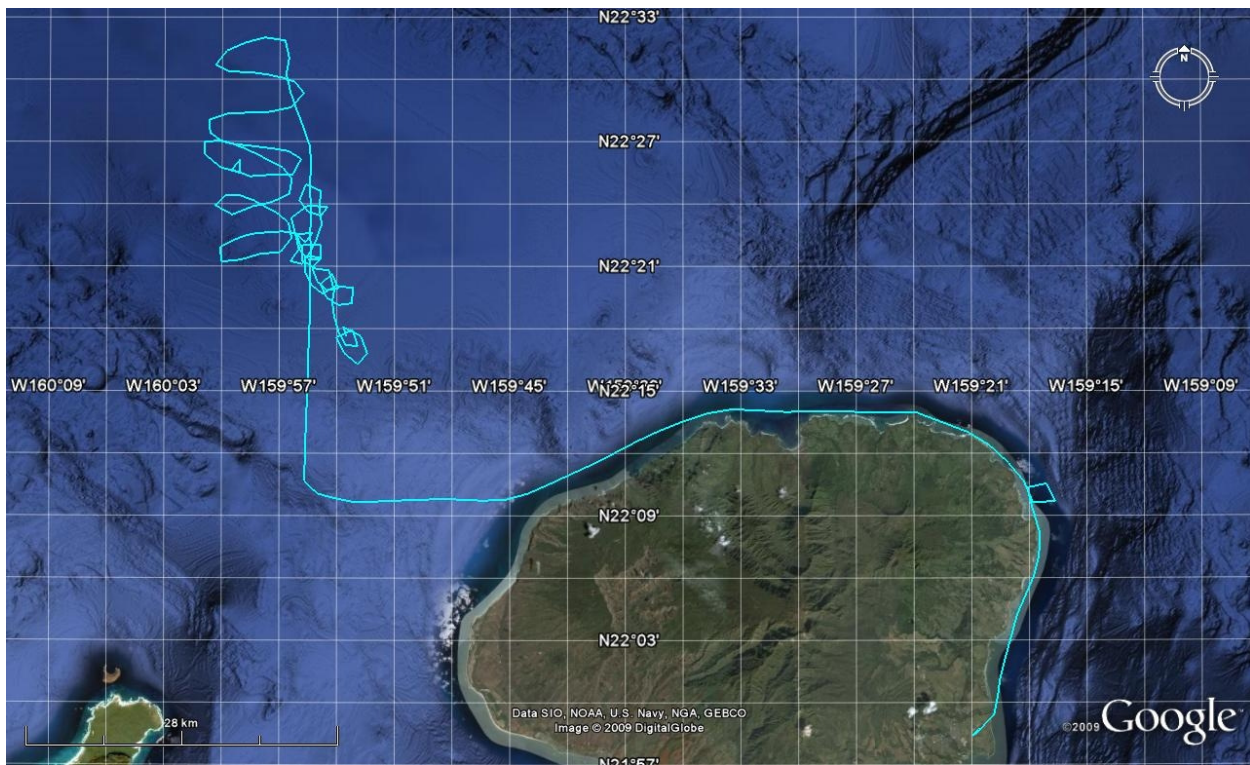 N22°33'
N
N22°27'
N22°21'
W160°09' W160°03' W159°57' W159°51' W159°45' W159°33' W159°27' W159°21' W159°15' W159°09'
N22°15'
N22°09'
N22°03'
28 km
Data SIO, NOAA, U.S. Navy, NGA, GEBCO
Image © 2009 DigitalGlobe
©2009 Google
N21°57'